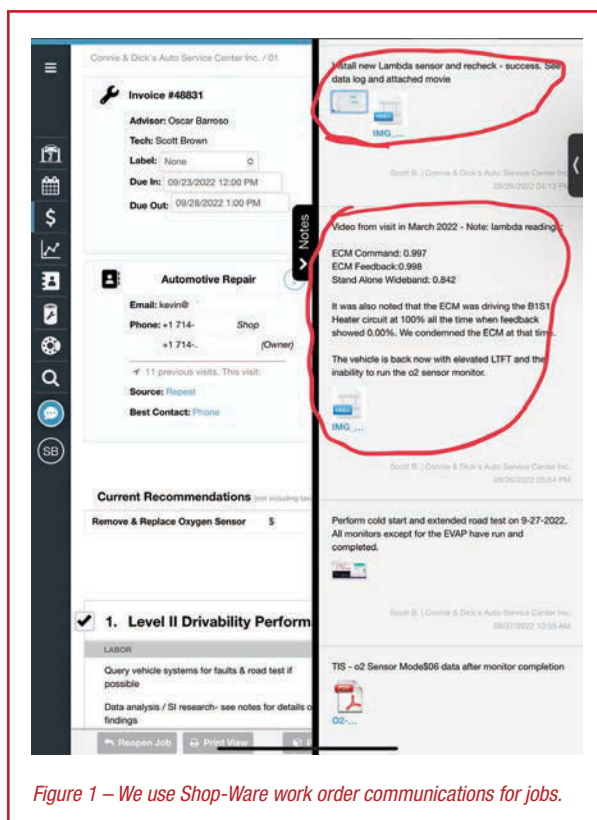 Connie & Dick's Auto Service Center Inc. / 01
Invoice #48831
Advisor: Oscar Barroso
Tech: Scott Brown
Label: None
Due In: 09/23/2022 12:00 PM
Due Out: 09/28/2022 1:00 PM
Notes
Automotive Repair
Email: kevin@
Phone: +1 714- Shop
+1 714-. (Owner)
11 previous visits. This visit:
Source: Repeat
Best Contact: Phone
SB
Current Recommendations (not including
Remove & Replace Oxygen Sensor $
1. Level II Drivability Perform
LABOR
Query vehicle systems for faults & road test if
possible
Data analysis / SI research- see notes for details o
findings
Reopen Job
Print View
Install new Lambda sensor and recheck - success. See
data log and attached movie
IMG_...
Scott B. | Connie & Dick's Auto Service Center Inc.
09/26/2022 04:13 PM
Video from visit in March 2022 - Note: lambda readings:
ECM Command: 0.997
ECM Feedback:0.998
Stand Alone Wideband: 0.842
It was also noted that the ECM was driving the B1S1
Heater circuit at 100% all the time when feedback
showed 0.00%. We condemned the ECM at that time.
The vehicle is back now with elevated LTFT and the
inability to run the o2 sensor monitor.
VIDEO
IMG_...
Scott B. | Connie & Dick's Auto Service Center Inc.
09/26/2022 05:54 PM
Perform cold start and extended road test on 9-27-2022.
All monitors except for the EVAP have run and
completed.
Scott B. | Connie & Dick's Auto Service Center Inc.
09/27/2022 10:55 AM
TIS - o2 Sensor Mode$06 data after monitor completion
O2-...
Figure 1 – We use Shop-Ware work order communications for jobs.